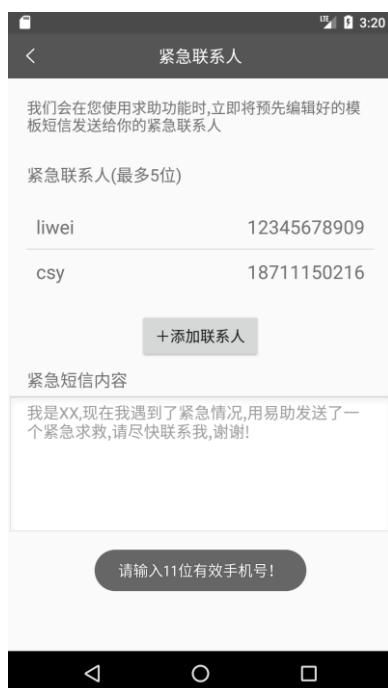 LTE 3:20
紧急联系人
我们会在您使用求助功能时,立即将预先编辑好的模
板短信发送给你的紧急联系人
紧急联系人(最多5位)
liwei 12345678909
csy 18711150216
+添加联系人
紧急短信内容
我是XX,现在我遇到了紧急情况,用易助发送了一
个紧急求救,请尽快联系我,谢谢!
请输入11位有效手机号!